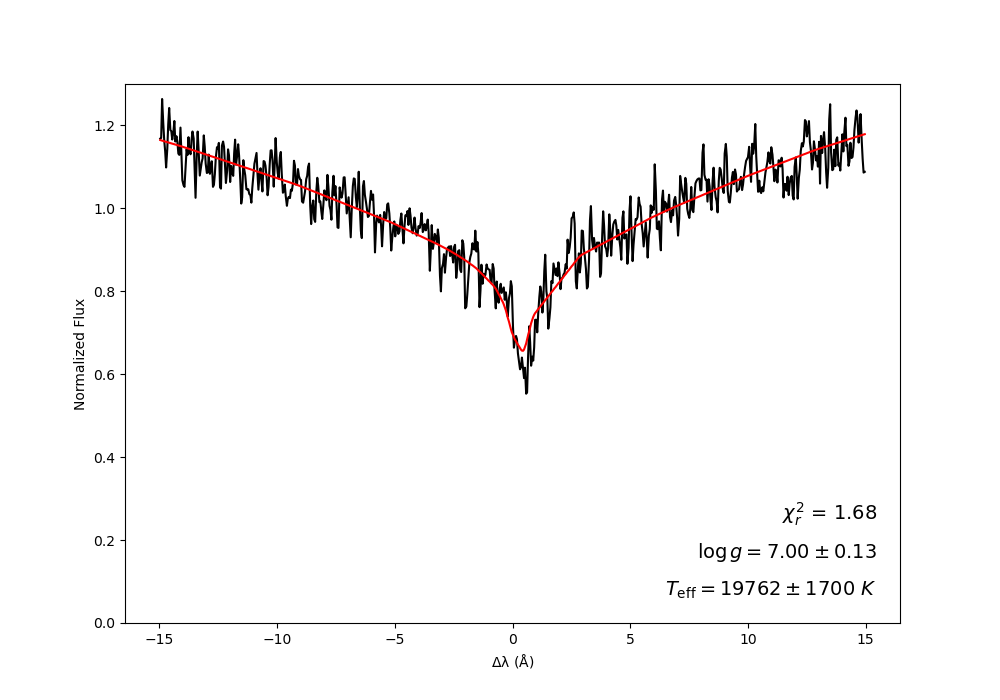 1.2
1.0
0.8
0.6
0.4
0.2
0.0
Normalized Flux
χ²ᵣ = 1.68
log g = 7.00 ± 0.13
T_eff = 19762 ± 1700 K
−15 −10 −5 0 5 10 15
Δλ (Å)